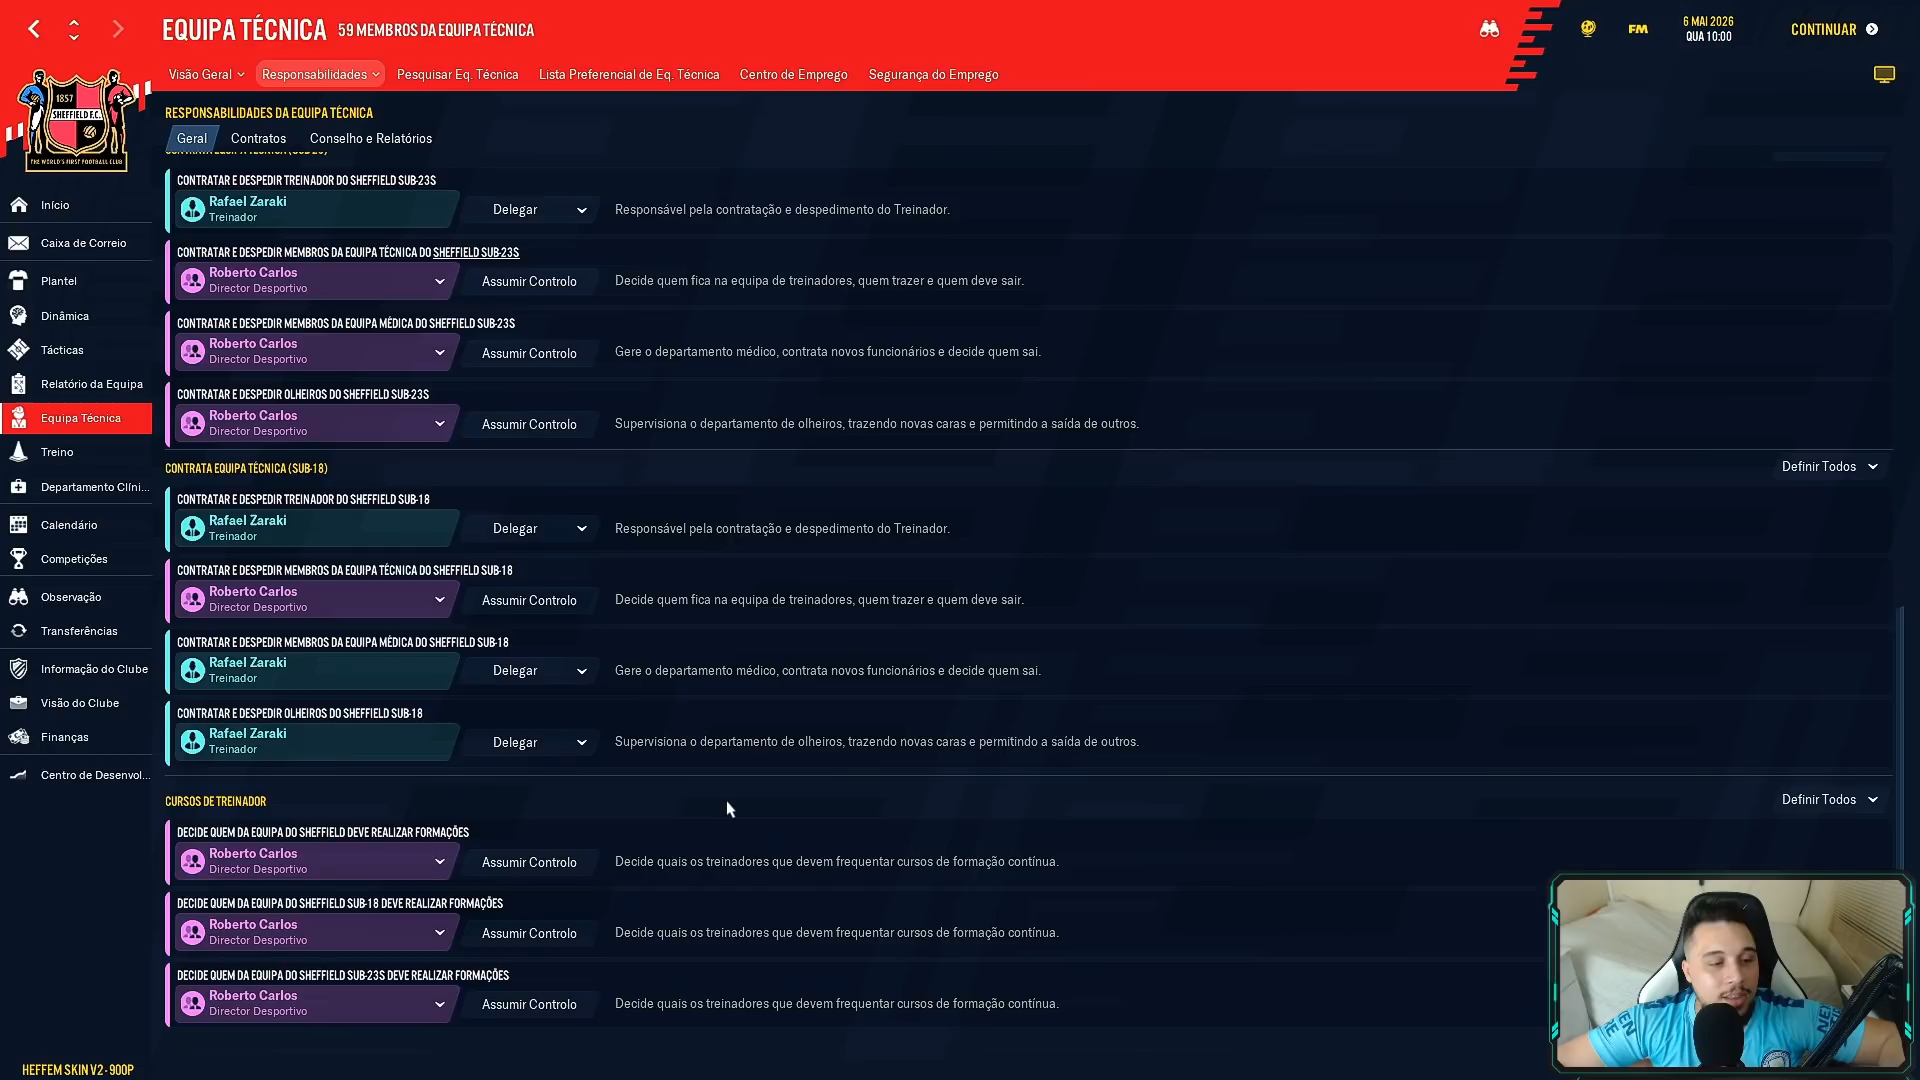 EQUIPA TÉCNICA 59 MEMBROS DA EQUIPA TÉCNICA
FM
6 MAI 2026
QUA 10:00
CONTINUAR
Visão Geral
Responsabilidades
Pesquisar Eq. Técnica
Lista Preferencial de Eq. Técnica
Centro de Emprego
Segurança do Emprego
1857
SHEFFIELD F.C.
THE WORLD'S FIRST FOOTBALL CLUB
Início
Caixa de Correio
Plantel
Dinâmica
Tácticas
Relatório da Equipa
Equipa Técnica
Treino
Departamento Clíni...
Calendário
Competições
Observação
Transferências
Informação do Clube
Visão do Clube
Finanças
Centro de Desenvol...
HEFFEM SKIN V2 - 900P
RESPONSABILIDADES DA EQUIPA TÉCNICA
Geral
Contratos
Conselho e Relatórios
CONTRATAR E DESPEDIR TREINADOR DO SHEFFIELD SUB-23S
Rafael Zaraki
Treinador
Delegar
Responsável pela contratação e despedimento do Treinador.
CONTRATAR E DESPEDIR MEMBROS DA EQUIPA TÉCNICA DO SHEFFIELD SUB-23S
Roberto Carlos
Director Desportivo
Assumir Controlo
Decide quem fica na equipa de treinadores, quem trazer e quem deve sair.
CONTRATAR E DESPEDIR MEMBROS DA EQUIPA MÉDICA DO SHEFFIELD SUB-23S
Roberto Carlos
Director Desportivo
Assumir Controlo
Gere o departamento médico, contrata novos funcionários e decide quem sai.
CONTRATAR E DESPEDIR OLHEIROS DO SHEFFIELD SUB-23S
Roberto Carlos
Director Desportivo
Assumir Controlo
Supervisiona o departamento de olheiros, trazendo novas caras e permitindo a saída de outros.
CONTRATA EQUIPA TÉCNICA (SUB-18)
Definir Todos
CONTRATAR E DESPEDIR TREINADOR DO SHEFFIELD SUB-18
Rafael Zaraki
Treinador
Delegar
Responsável pela contratação e despedimento do Treinador.
CONTRATAR E DESPEDIR MEMBROS DA EQUIPA TÉCNICA DO SHEFFIELD SUB-18
Roberto Carlos
Director Desportivo
Assumir Controlo
Decide quem fica na equipa de treinadores, quem trazer e quem deve sair.
CONTRATAR E DESPEDIR MEMBROS DA EQUIPA MÉDICA DO SHEFFIELD SUB-18
Rafael Zaraki
Treinador
Delegar
Gere o departamento médico, contrata novos funcionários e decide quem sai.
CONTRATAR E DESPEDIR OLHEIROS DO SHEFFIELD SUB-18
Rafael Zaraki
Treinador
Delegar
Supervisiona o departamento de olheiros, trazendo novas caras e permitindo a saída de outros.
CURSOS DE TREINADOR
Definir Todos
DECIDE QUEM DA EQUIPA DO SHEFFIELD DEVE REALIZAR FORMAÇÕES
Roberto Carlos
Director Desportivo
Assumir Controlo
Decide quais os treinadores que devem frequentar cursos de formação contínua.
DECIDE QUEM DA EQUIPA DO SHEFFIELD SUB-18 DEVE REALIZAR FORMAÇÕES
Roberto Carlos
Director Desportivo
Assumir Controlo
Decide quais os treinadores que devem frequentar cursos de formação contínua.
DECIDE QUEM DA EQUIPA DO SHEFFIELD SUB-23S DEVE REALIZAR FORMAÇÕES
Roberto Carlos
Director Desportivo
Assumir Controlo
Decide quais os treinadores que devem frequentar cursos de formação contínua.